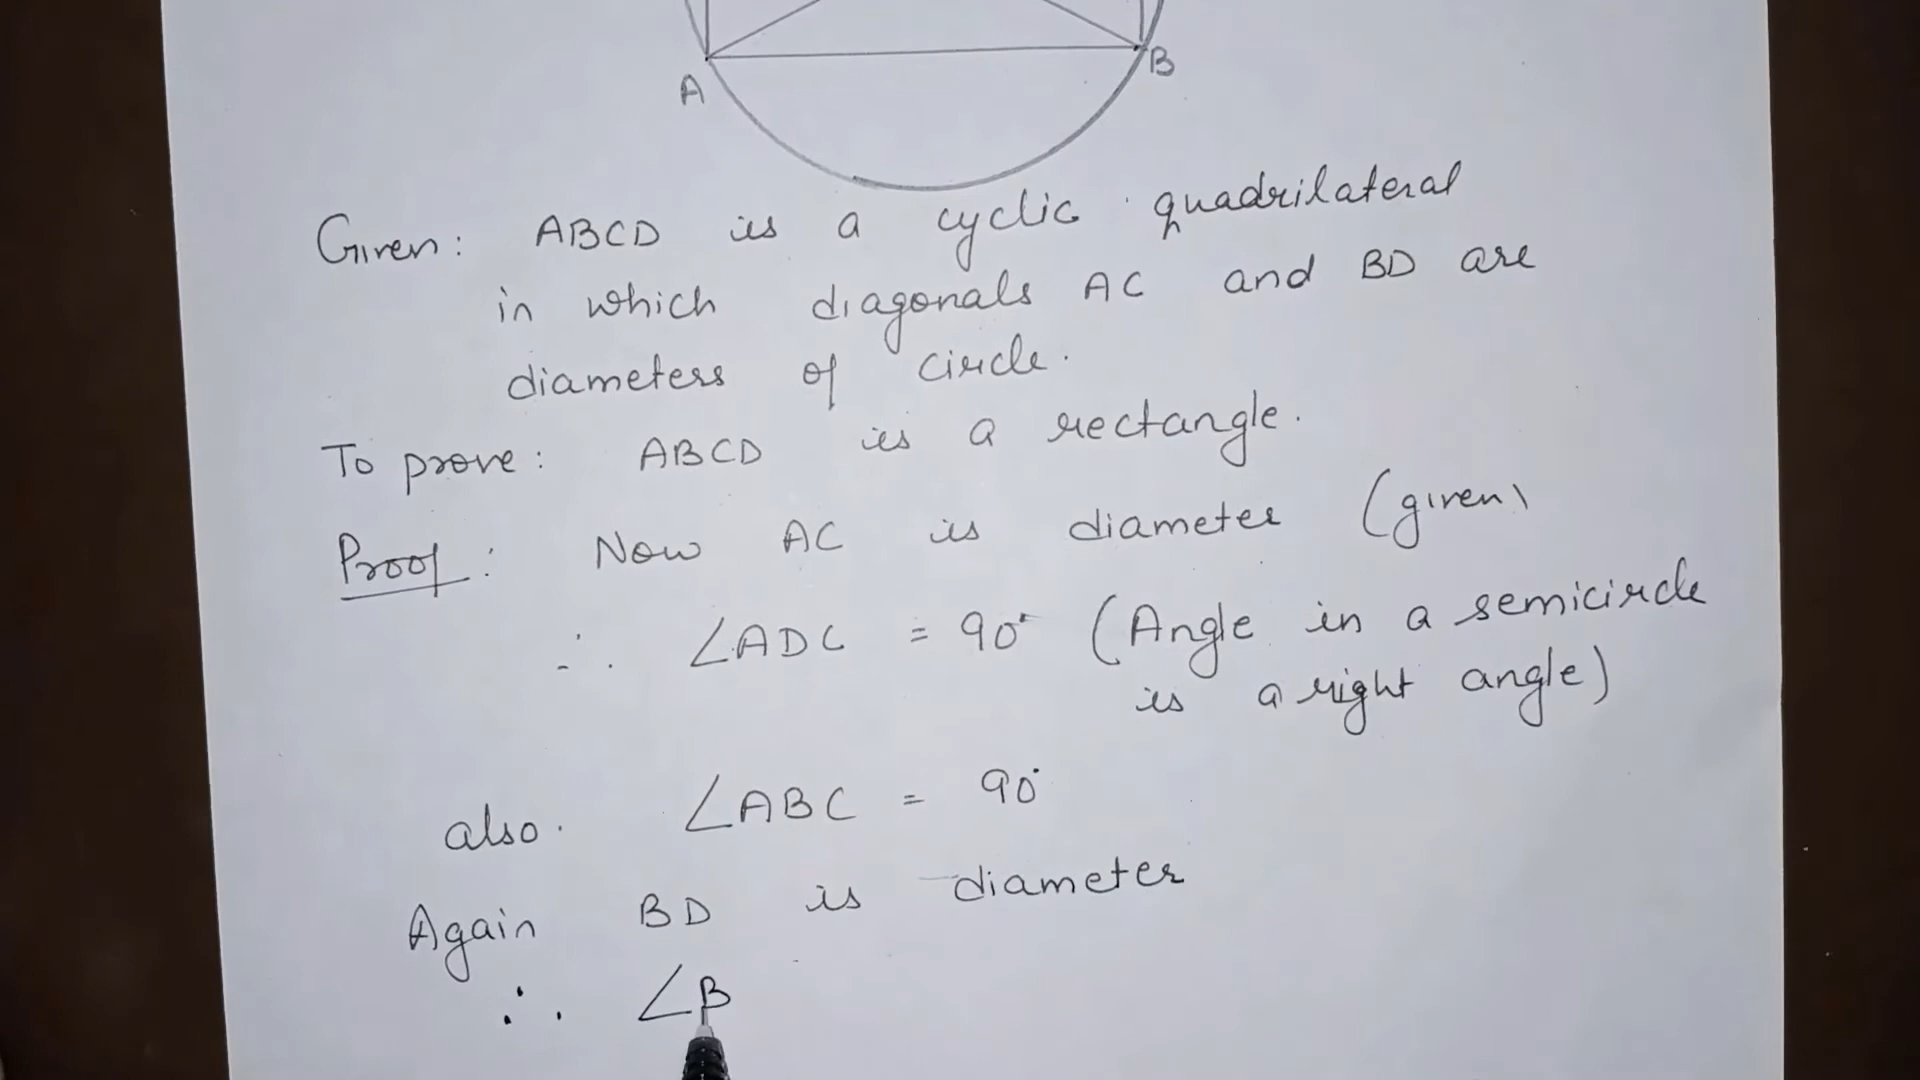 A
B
Given: ABCD is a cyclic quadrilateral
in which diagonals AC and BD are
diameters of circle.
To prove: ABCD is a rectangle.
Proof: Now AC is diameter (given)
∴ ∠ADC = 90° (Angle in a semicircle
is a right angle)
also. ∠ABC = 90°
Again BD is diameter
∴ ∠B